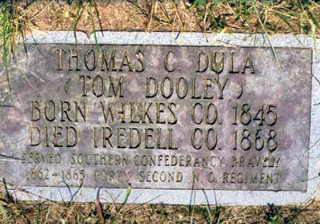 THOMAS C DULA
(TOM DOOLEY)
BORN WILKES CO. 1845
DIED IREDELL CO. 1868
SERVED SOUTHERN CONFEDERANCY BRAVELY
1862-1865 FORTY SECOND N. C. REGIMENT